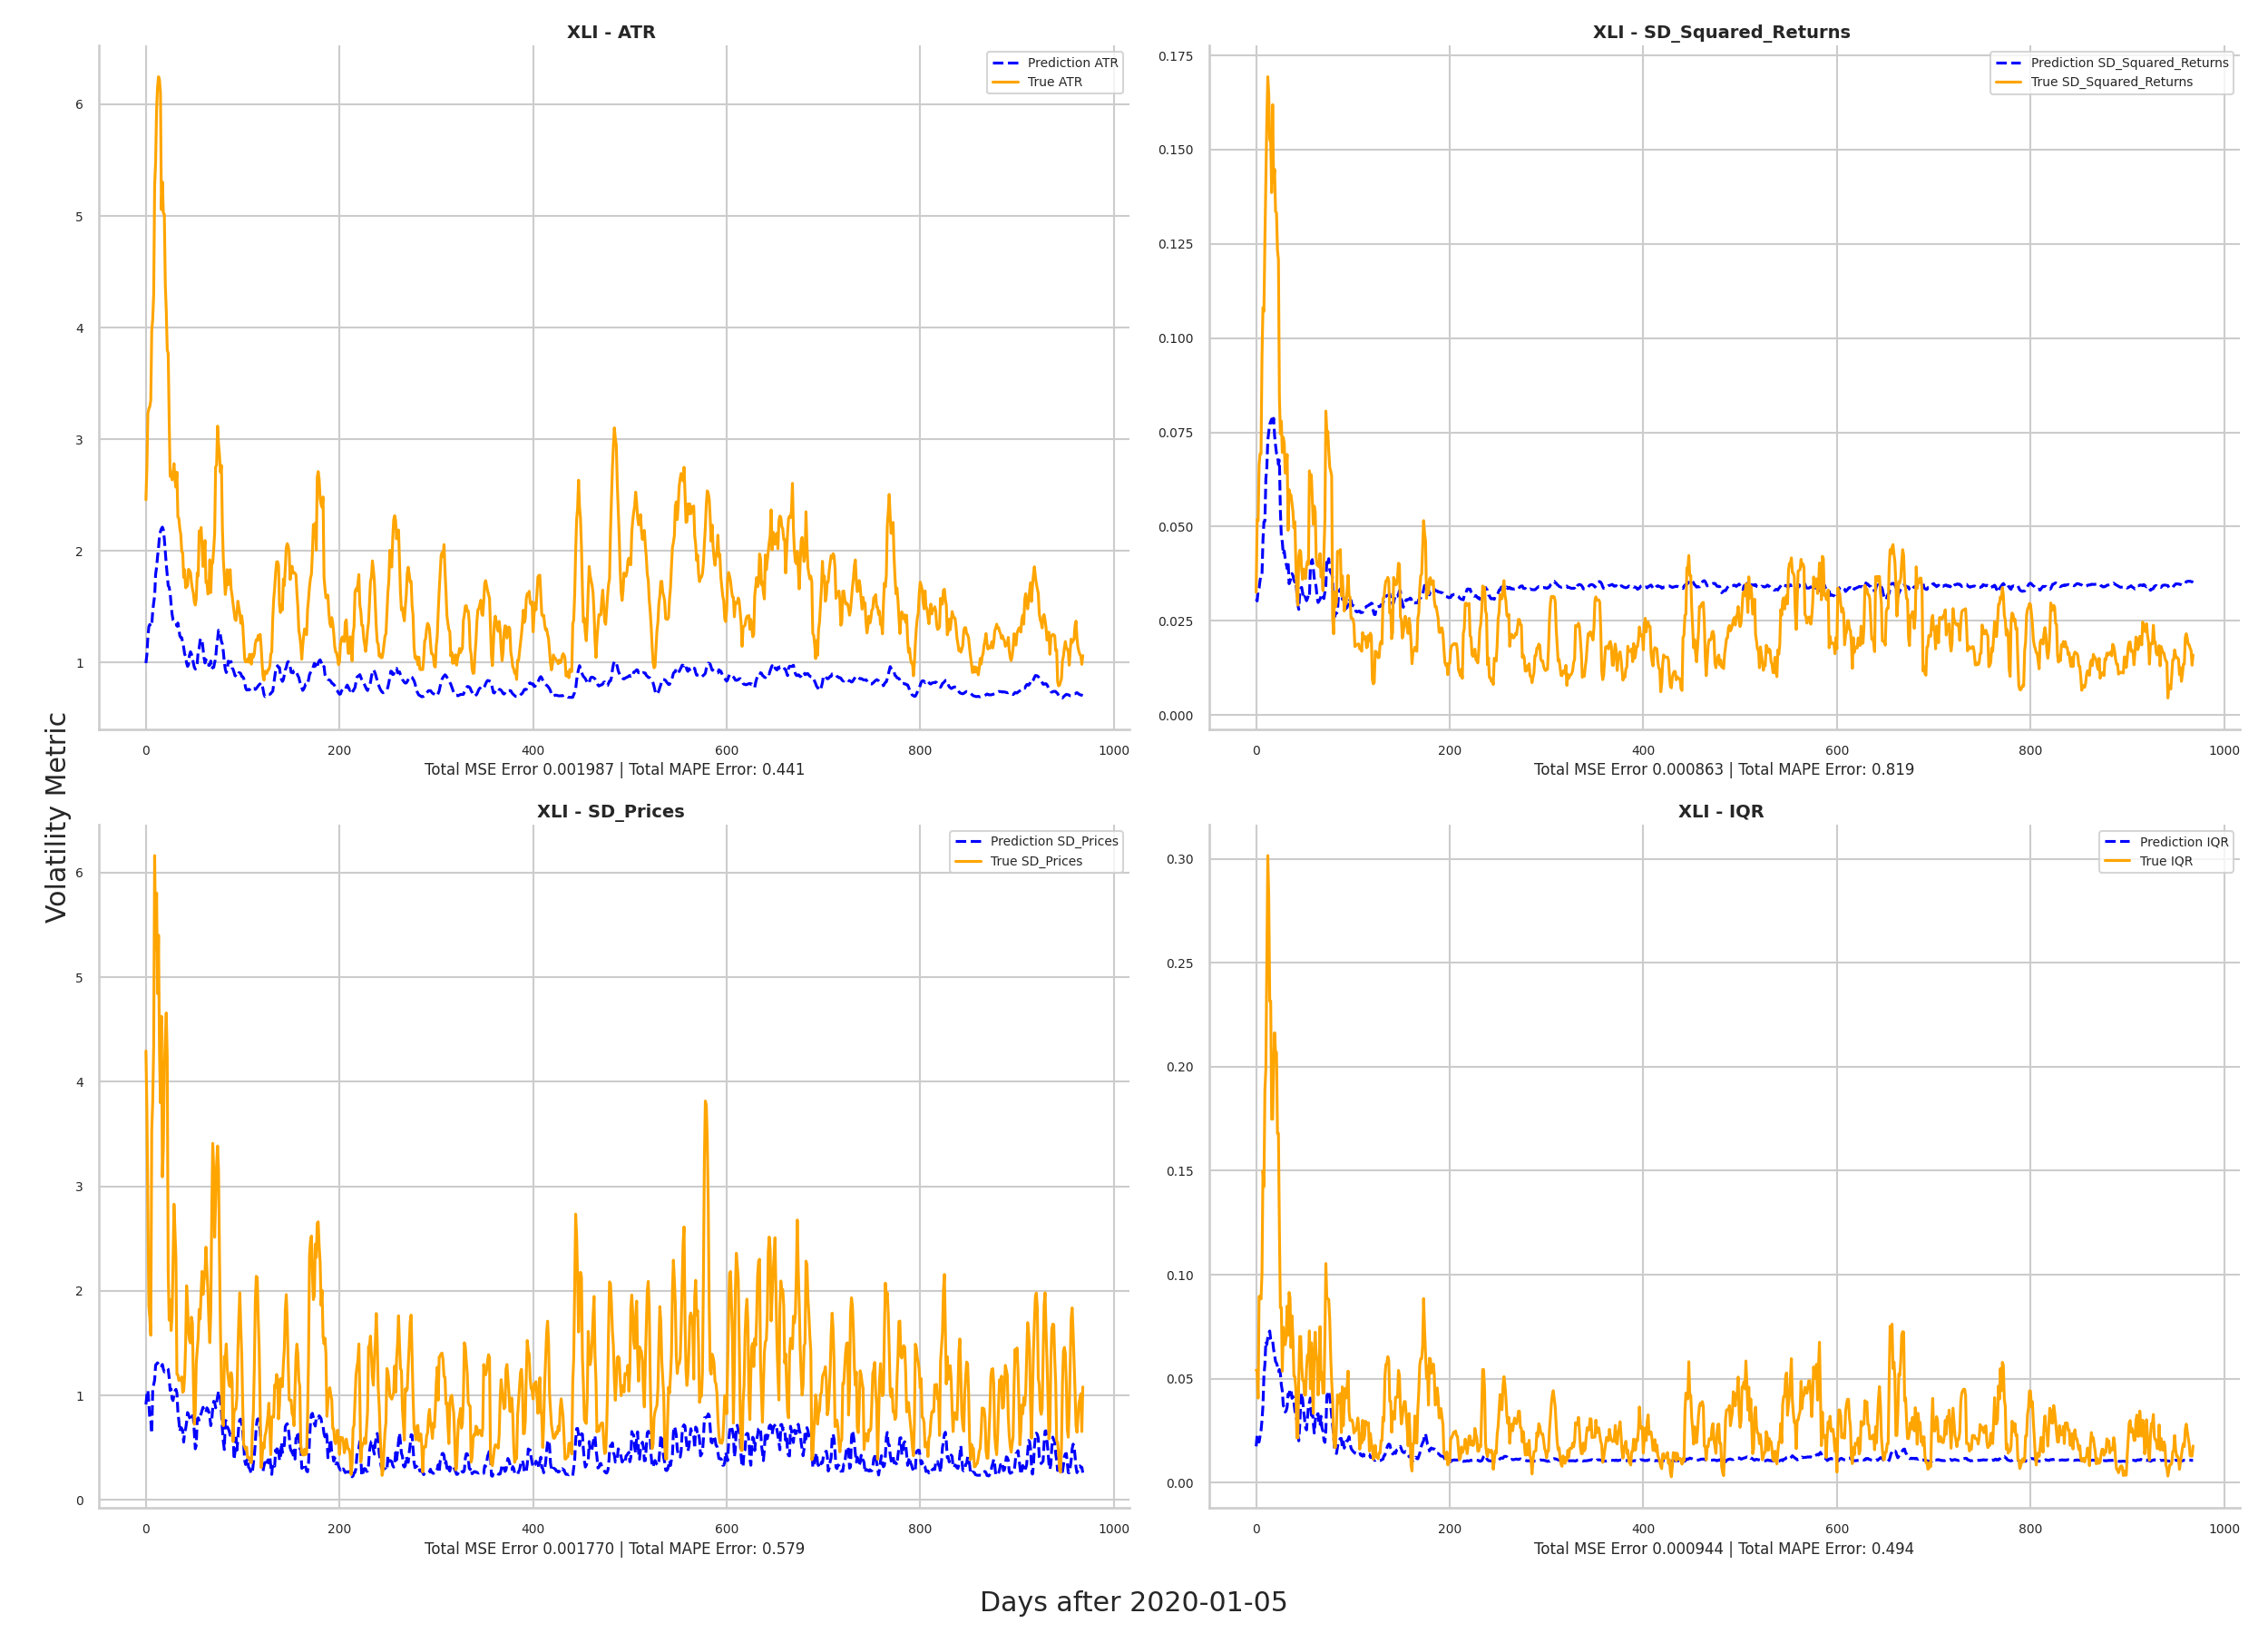 XLI - ATR
Prediction ATR
True ATR
6
5
4
3
2
1
0 200 400 600 800 1000
Total MSE Error 0.001987 | Total MAPE Error: 0.441
XLI - SD_Squared_Returns
Prediction SD_Squared_Returns
True SD_Squared_Returns
0.175
0.150
0.125
0.100
0.075
0.050
0.025
0.000
0 200 400 600 800 1000
Total MSE Error 0.000863 | Total MAPE Error: 0.819
Volatility Metric
XLI - SD_Prices
Prediction SD_Prices
True SD_Prices
6
5
4
3
2
1
0
0 200 400 600 800 1000
Total MSE Error 0.001770 | Total MAPE Error: 0.579
XLI - IQR
Prediction IQR
True IQR
0.30
0.25
0.20
0.15
0.10
0.05
0.00
0 200 400 600 800 1000
Total MSE Error 0.000944 | Total MAPE Error: 0.494
Days after 2020-01-05